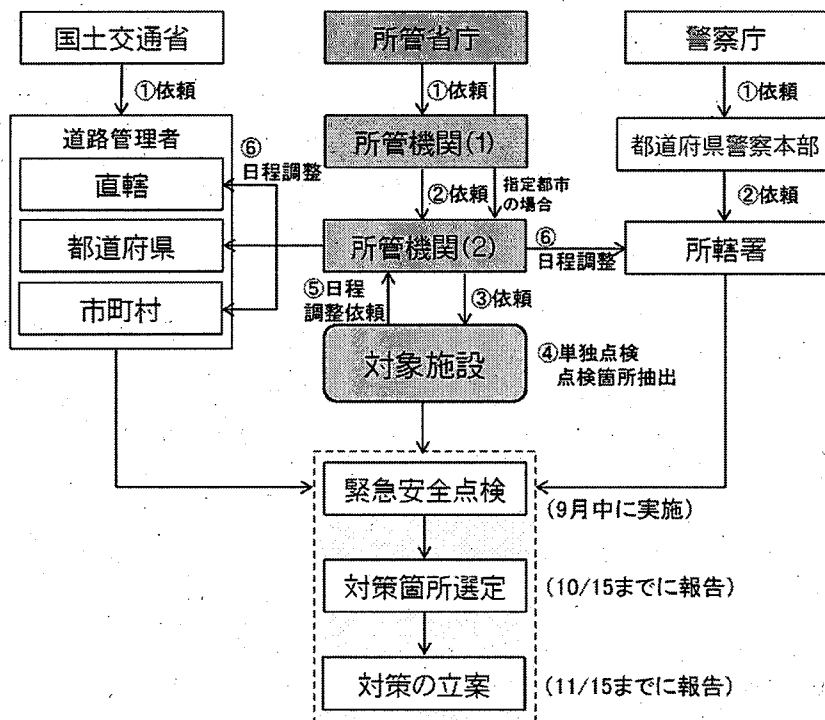 国土交通省
所管省庁
警察庁
①依頼
①依頼
①依頼
道路管理者
⑥
日程調整
直轄
都道府県
市町村
所管機関(1)
都道府県警察本部
②依頼
指定都市
の場合
②依頼
所管機関(2)
⑥
日程調整
所轄署
⑤日程
調整依頼
③依頼
対象施設
④単独点検
点検箇所抽出
緊急安全点検
(9月中に実施)
対策箇所選定
(10/15までに報告)
対策の立案
(11/15までに報告)